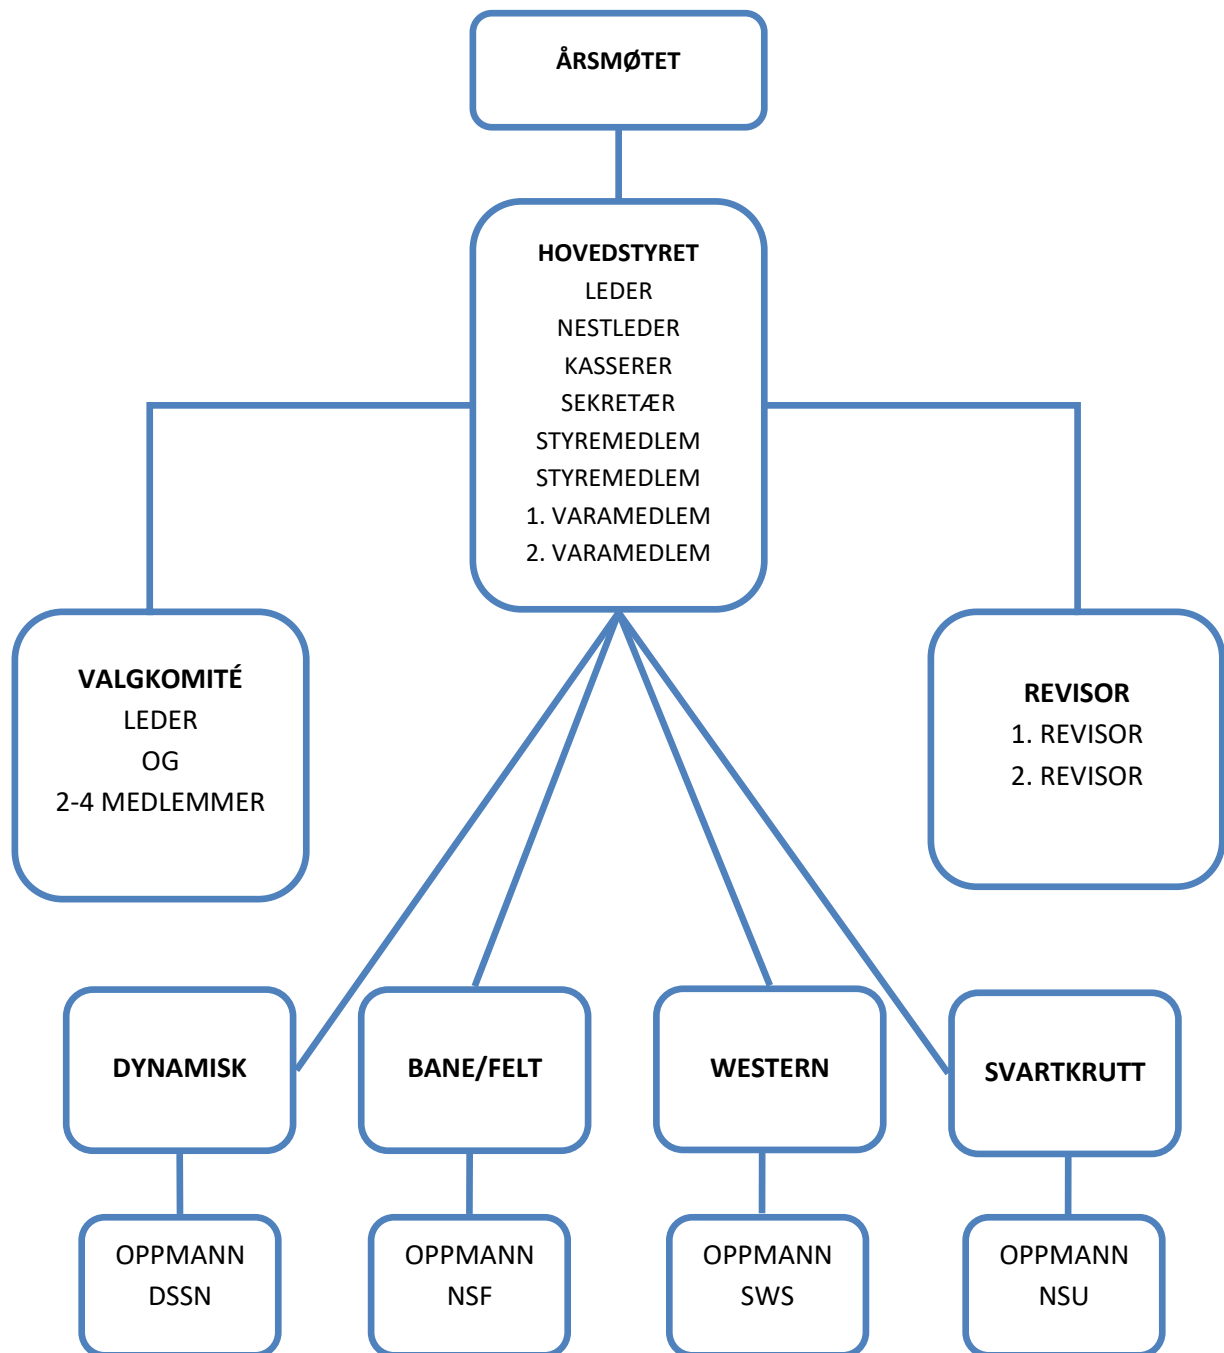 ÅRSMØTET
HOVEDSTYRET
LEDER
NESTLEDER
KASSERER
SEKRETÆR
STYREMEDLEM
STYREMEDLEM
1. VARAMEDLEM
2. VARAMEDLEM
VALGKOMITÉ
LEDER
OG
2-4 MEDLEMMER
REVISOR
1. REVISOR
2. REVISOR
DYNAMISK
BANE/FELT
WESTERN
SVARTKRUTT
OPPMANN
DSSN
OPPMANN
NSF
OPPMANN
SWS
OPPMANN
NSU